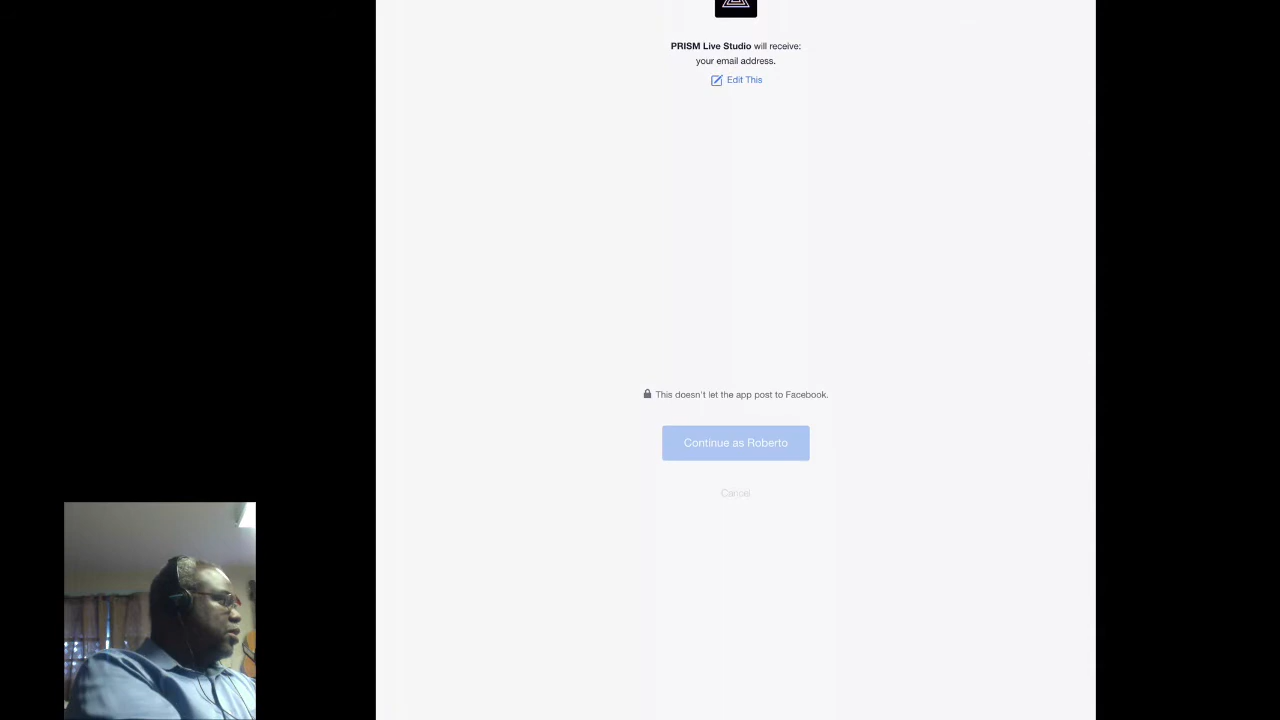 PRISM Live Studio will receive:
your email address.
Edit This
This doesn't let the app post to Facebook.
Continue as Roberto
Cancel